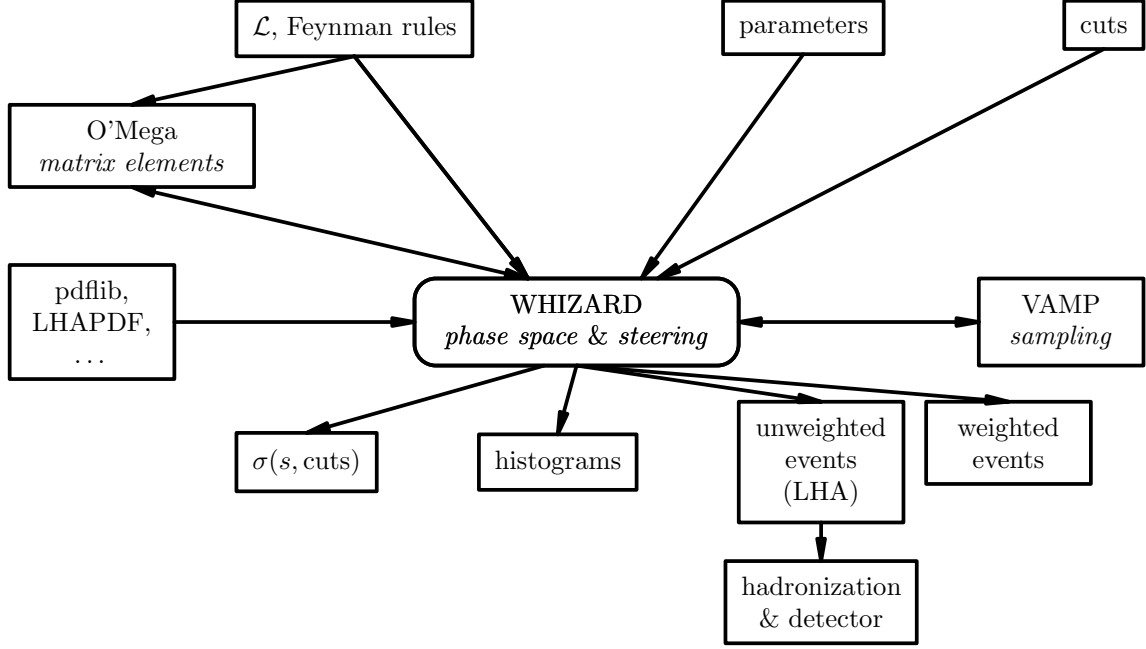 ℒ, Feynman rules
parameters
cuts
O'Mega
matrix elements
pdflib,
LHAPDF,
...
WHIZARD
phase space & steering
VAMP
sampling
σ(s, cuts)
histograms
unweighted
events
(LHA)
weighted
events
hadronization
& detector